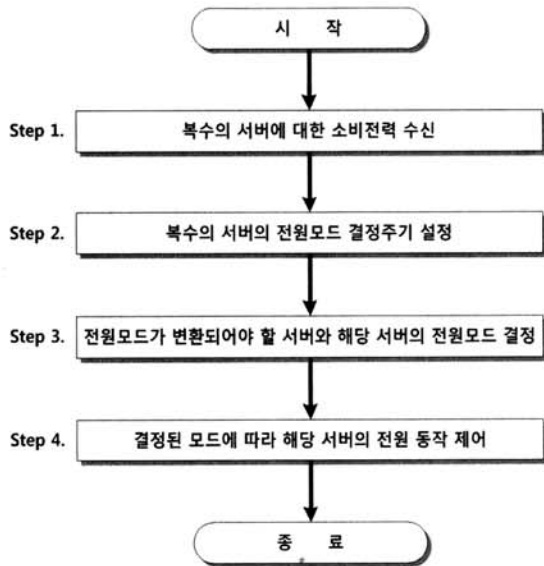 시 작
Step 1. 복수의 서버에 대한 소비전력 수신
Step 2. 복수의 서버의 전원모드 결정주기 설정
Step 3. 전원모드가 변환되어야 할 서버와 해당 서버의 전원모드 결정
Step 4. 결정된 모드에 따라 해당 서버의 전원 동작 제어
종 료